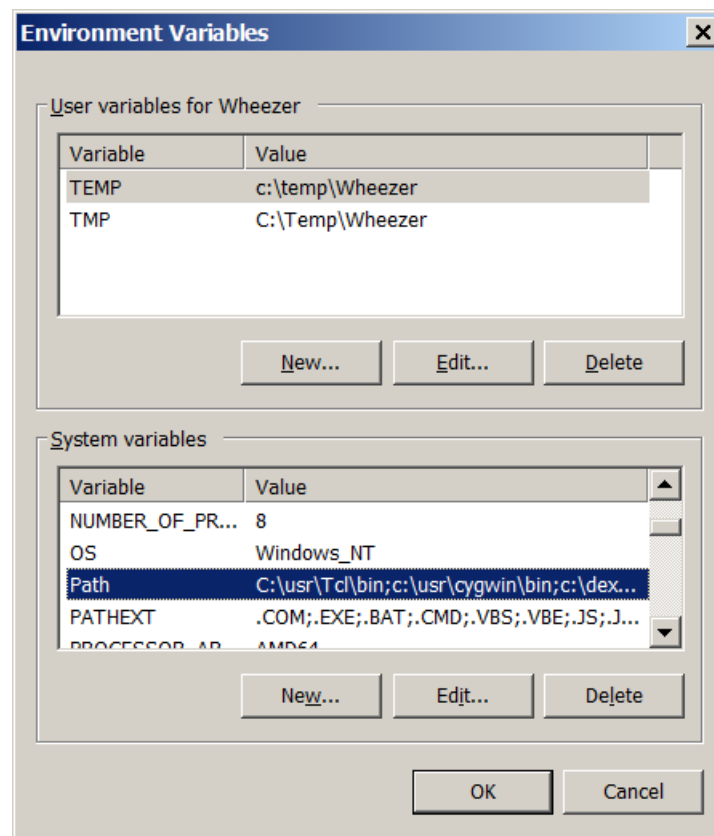 Environment Variables
User variables for Wheezer
Variable Value
TEMP c:\temp\Wheezer
TMP C:\Temp\Wheezer
New... Edit... Delete
System variables
Variable Value
NUMBER_OF_PR... 8
OS Windows_NT
Path C:\usr\Tcl\bin;c:\usr\cygwin\bin;c:\dex...
PATHEXT .COM;.EXE;.BAT;.CMD;.VBS;.VBE;.JS;.J...
PROCESSOR_AR AMD64
New... Edit... Delete
OK Cancel